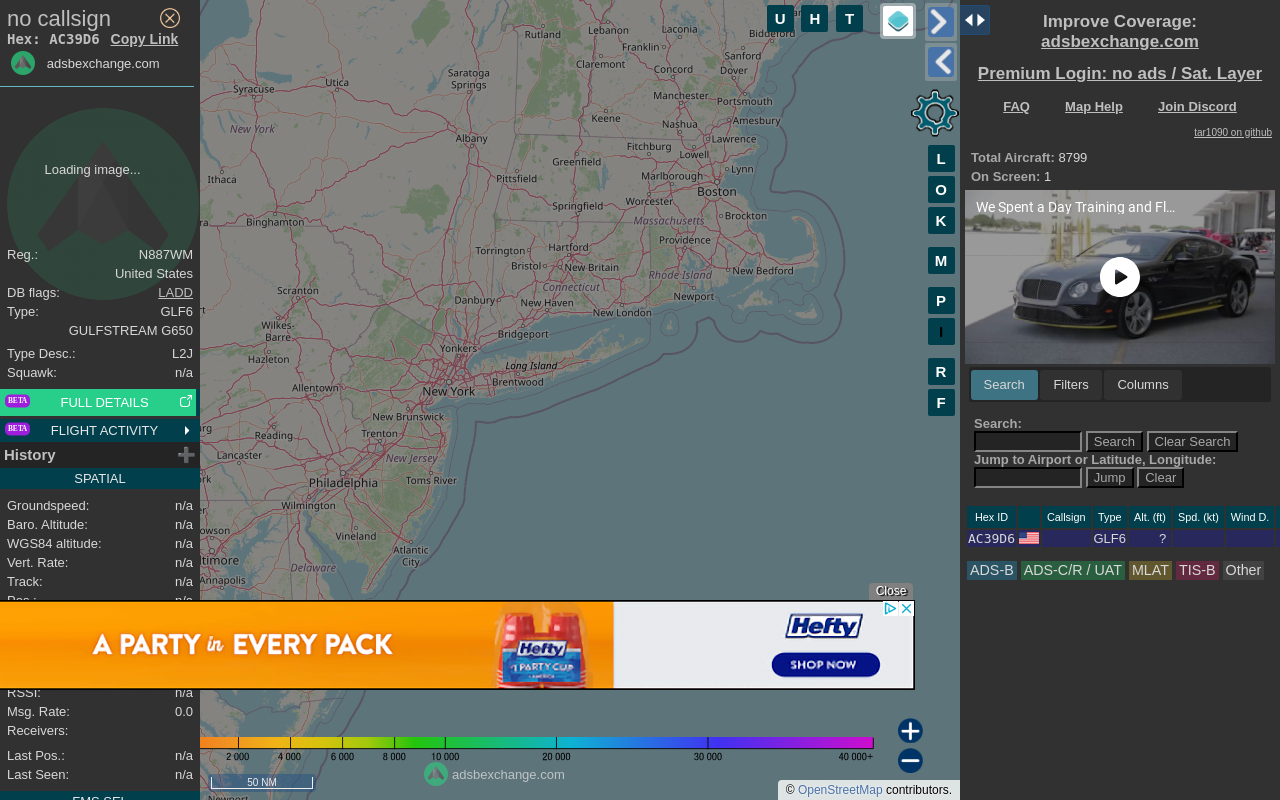 no callsign
Hex: AC39D6 Copy Link
adsbexchange.com
Loading image...
Reg.: N887WM
United States
DB flags: LADD
Type: GLF6
GULFSTREAM G650
Type Desc.: L2J
Squawk: n/a
BETA FULL DETAILS
BETA FLIGHT ACTIVITY
History
SPATIAL
Groundspeed: n/a
Baro. Altitude: n/a
WGS84 altitude: n/a
Vert. Rate: n/a
Track: n/a
Pos.: n/a
RSSI: n/a
Msg. Rate: 0.0
Receivers:
Last Pos.: n/a
Last Seen: n/a
FMS SEL
U H T
L
O
K
M
P
I
R
F
Rutland
Lebanon
Laconia
Biddeford
Franklin
Sanford
Claremont
Concord
Dover
Saratoga
Springs
Utica
Syracuse
Manchester
Portsmouth
Keene
Nashua
Amesbury
New York
Albany
Fitchburg
Lawrence
Greenfield
Lowell
Lynn
Ithaca
Pittsfield
Marlborough
Boston
Worcester
Springfield
Binghamton
Massachusetts
Brockton
Torrington
Hartford
Providence
Bristol
New Britain
Rhode Island
New Bedford
Scranton
Connecticut
Danbury
New Haven
Newport
New London
Wilkes-
Barre
Bridgeport
Hazleton
Yonkers
Long Island
Allentown
New York
Brentwood
New Brunswick
Reading
Trenton
Lancaster
New Jersey
Philadelphia
Toms River
Wilmington
Vineland
Atlantic
City
Annapolis
Delaware
Close
A PARTY in EVERY PACK
Hefty
PARTY CUP
Hefty
SHOP NOW
2 000 4 000 6 000 8 000 10 000 20 000 30 000 40 000+
adsbexchange.com
50 NM
Newport
© OpenStreetMap contributors.
Improve Coverage:
adsbexchange.com
Premium Login: no ads / Sat. Layer
FAQ Map Help Join Discord
tar1090 on github
Total Aircraft: 8799
On Screen: 1
We Spent a Day Training and Fl...
Search Filters Columns
Search:
Search Clear Search
Jump to Airport or Latitude, Longitude:
Jump Clear
Hex ID Callsign Type Alt. (ft) Spd. (kt) Wind D.
AC39D6 GLF6 ?
ADS-B ADS-C/R / UAT MLAT TIS-B Other